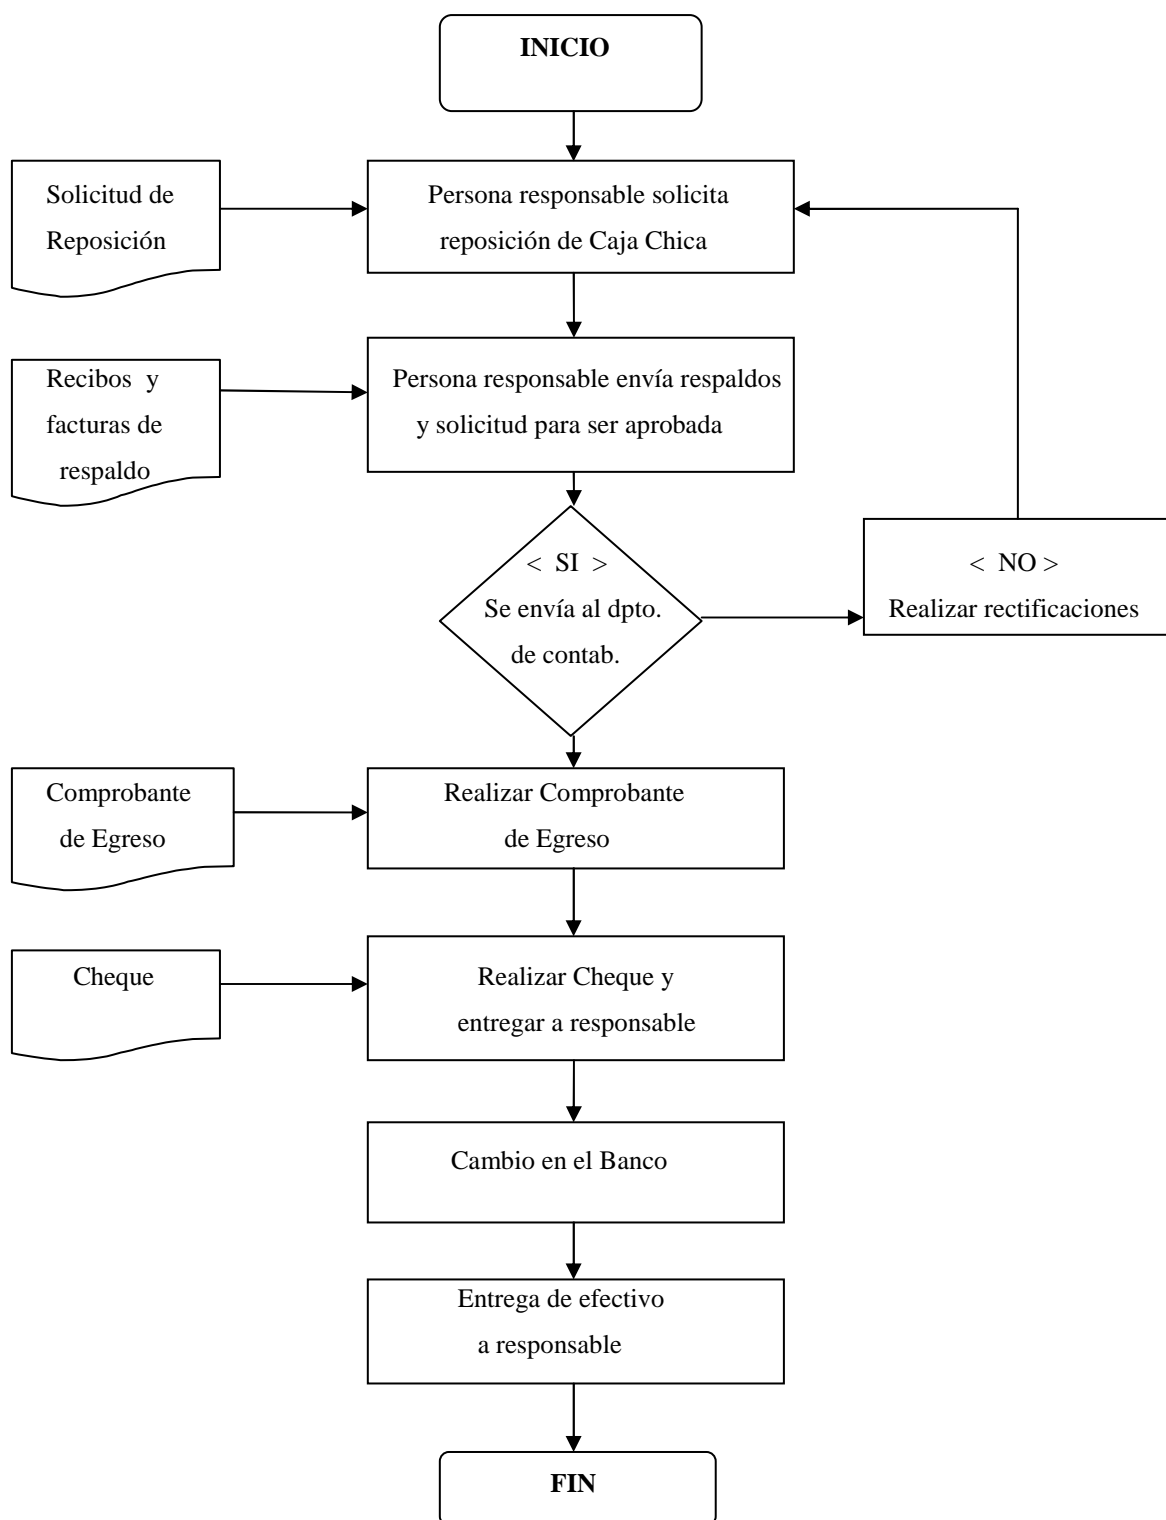 INICIO
Solicitud de
Reposición
Persona responsable solicita
reposición de Caja Chica
Recibos y
facturas de
respaldo
Persona responsable envía respaldos
y solicitud para ser aprobada
< SI >
Se envía al dpto.
de contab.
< NO >
Realizar rectificaciones
Comprobante
de Egreso
Realizar Comprobante
de Egreso
Cheque
Realizar Cheque y
entregar a responsable
Cambio en el Banco
Entrega de efectivo
a responsable
FIN